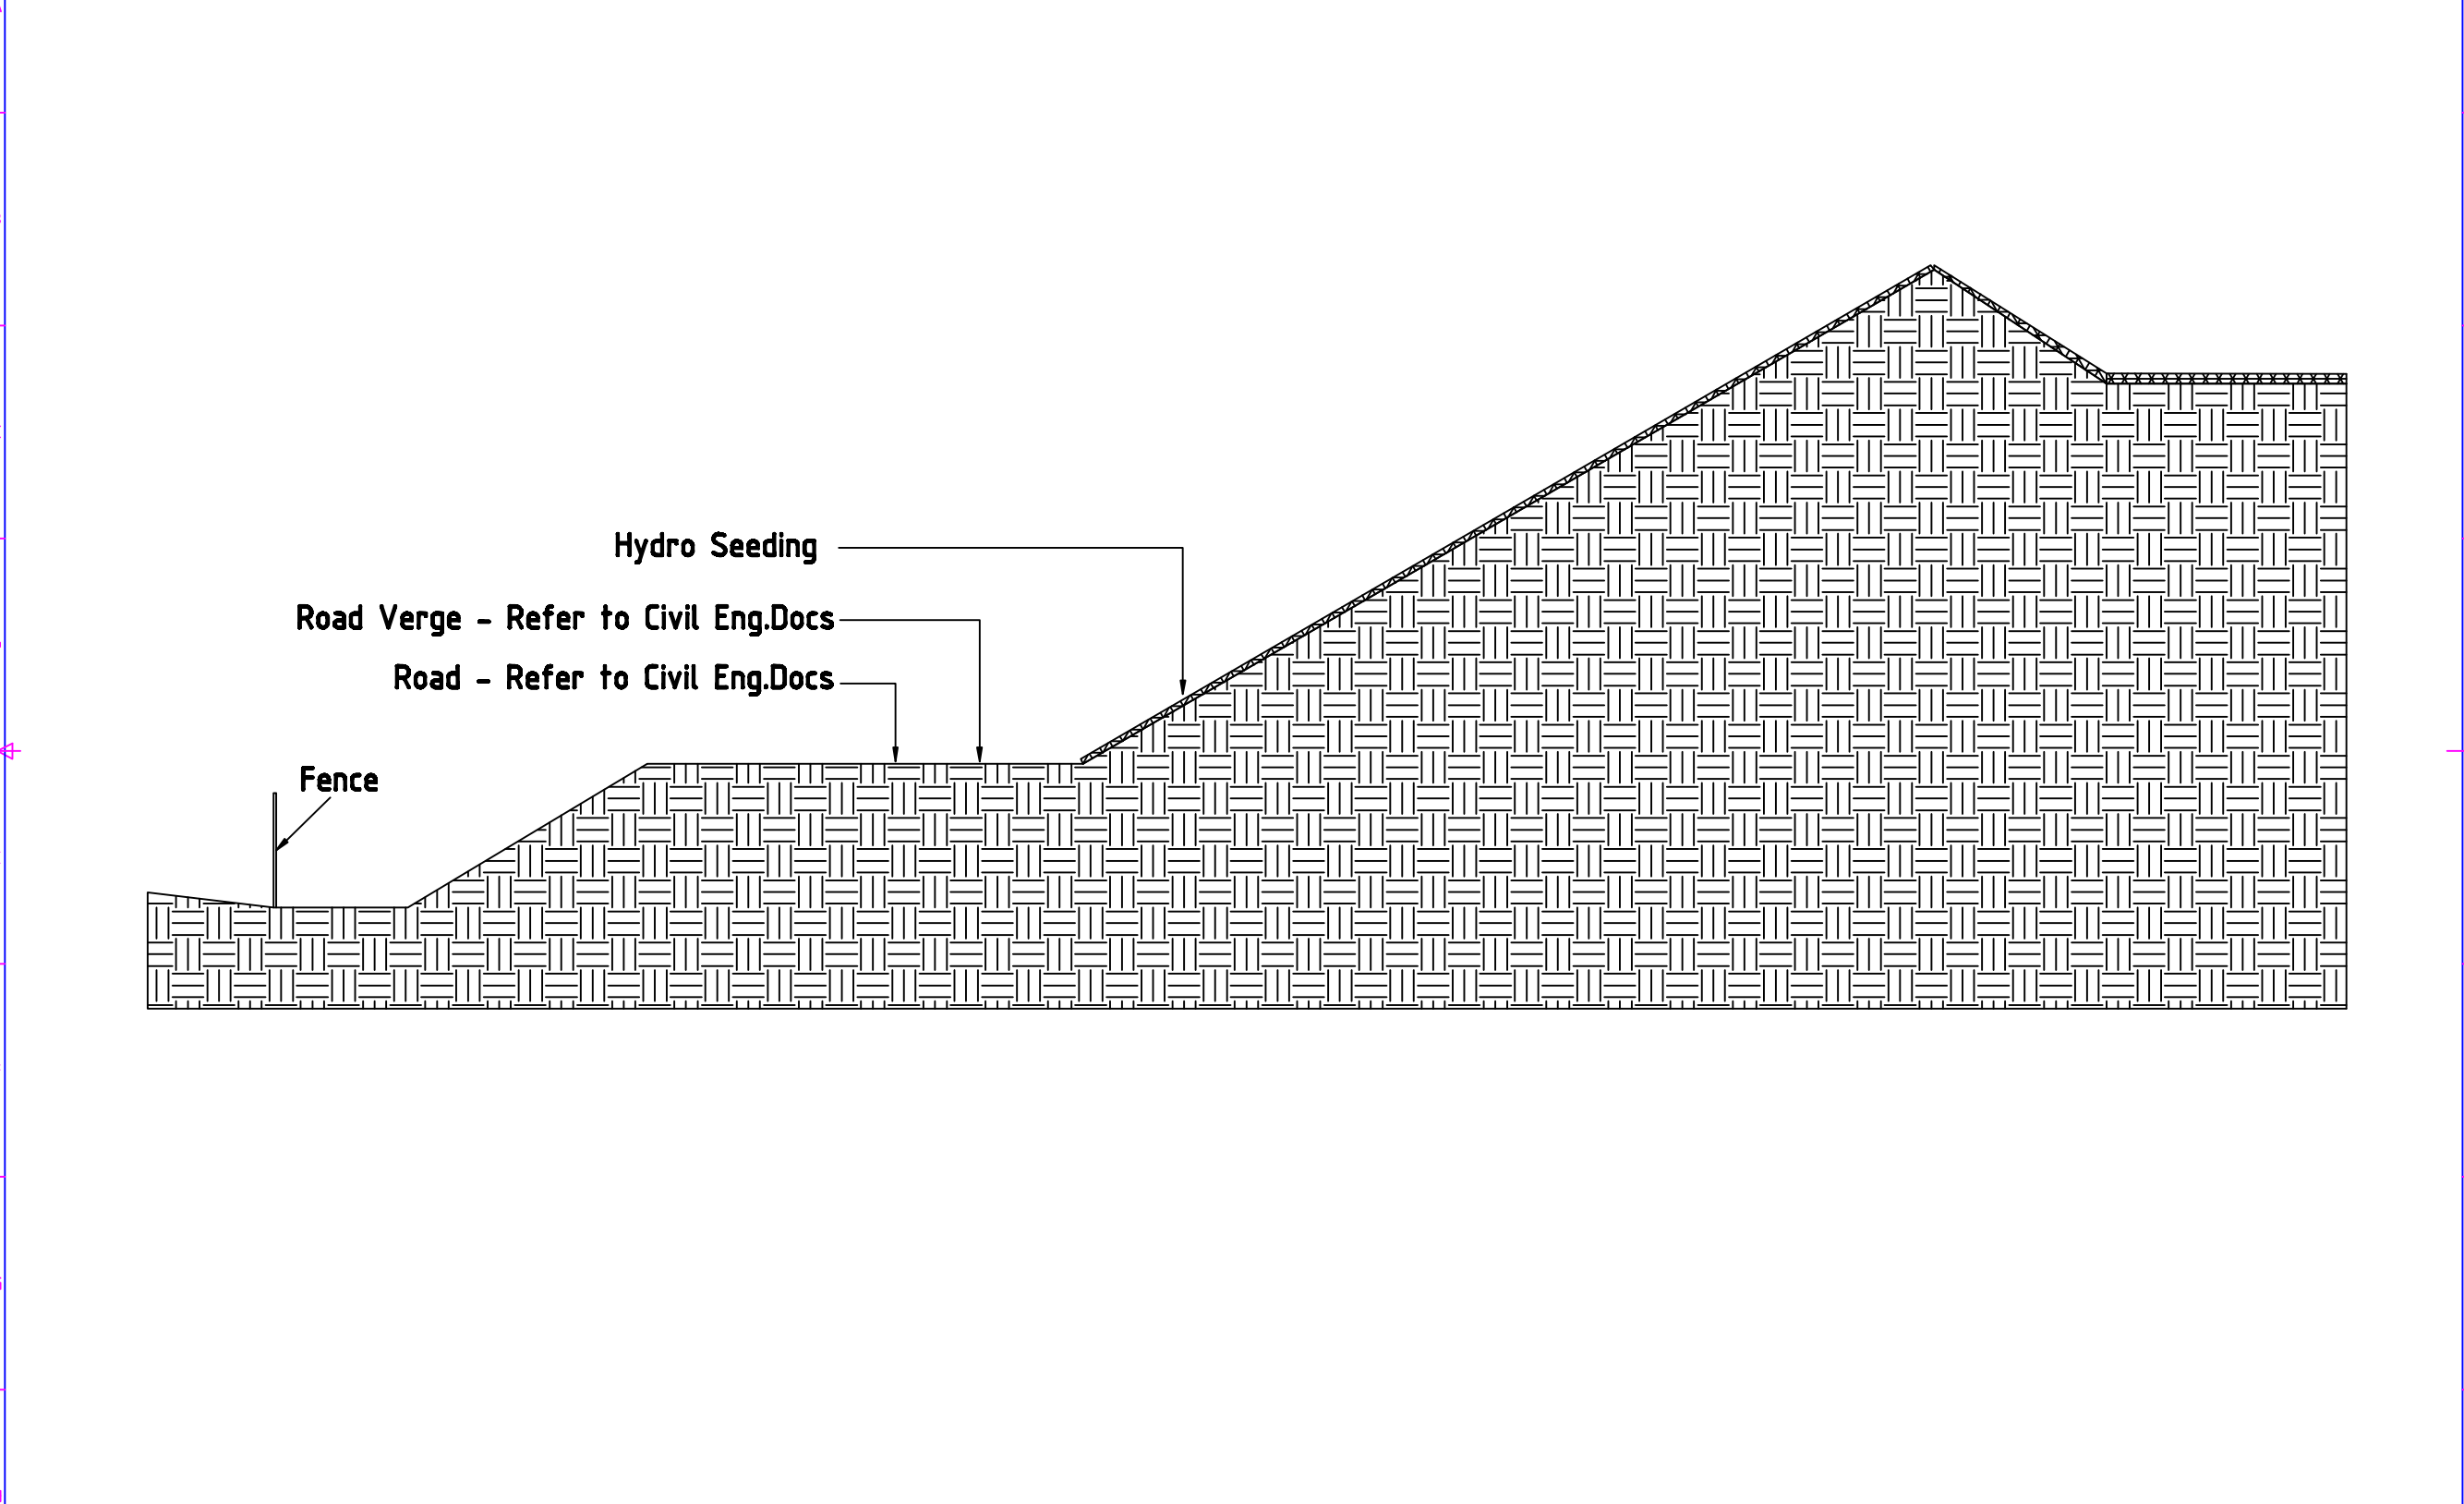 Hydro Seeding
Road Verge - Refer to Civil Eng.Docs
Road - Refer to Civil Eng.Docs
Fence